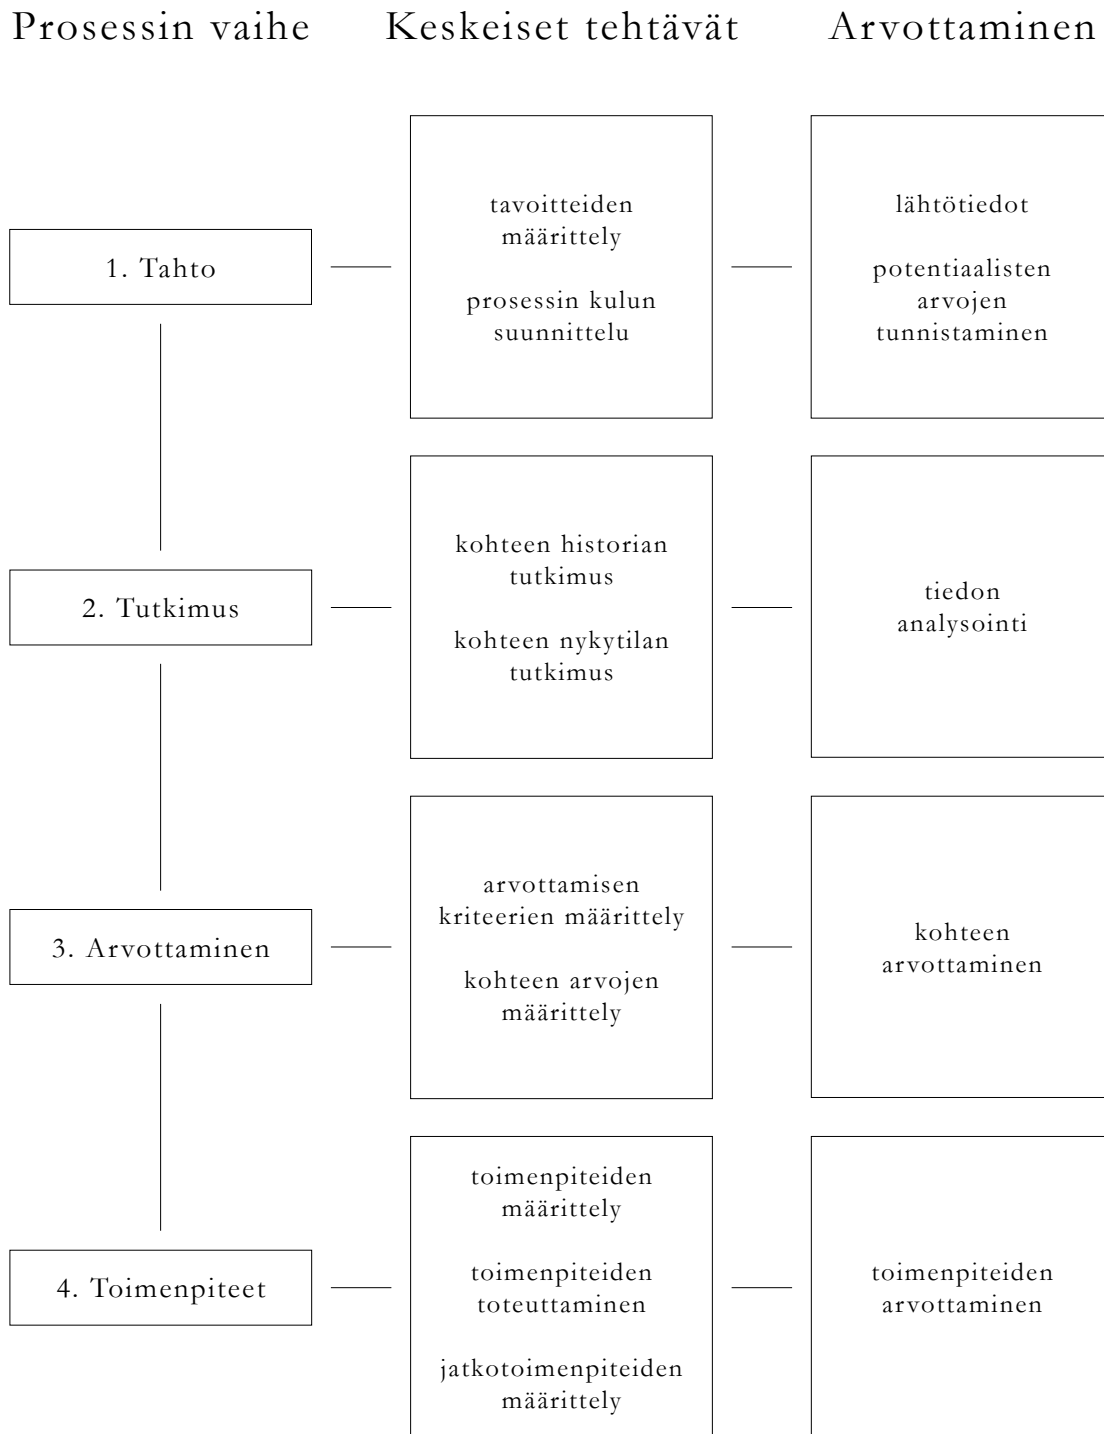 Prosessin vaihe
Keskeiset tehtävät
Arvottaminen
1. Tahto
tavoitteiden
määrittely
prosessin kulun
suunnittelu
lähtötiedot
potentiaalisten
arvojen
tunnistaminen
2. Tutkimus
kohteen historian
tutkimus
kohteen nykytilan
tutkimus
tiedon
analysointi
3. Arvottaminen
arvottamisen
kriteerien määrittely
kohteen arvojen
määrittely
kohteen
arvottaminen
4. Toimenpiteet
toimenpiteiden
määrittely
toimenpiteiden
toteuttaminen
jatkotoimenpiteiden
määrittely
toimenpiteiden
arvottaminen